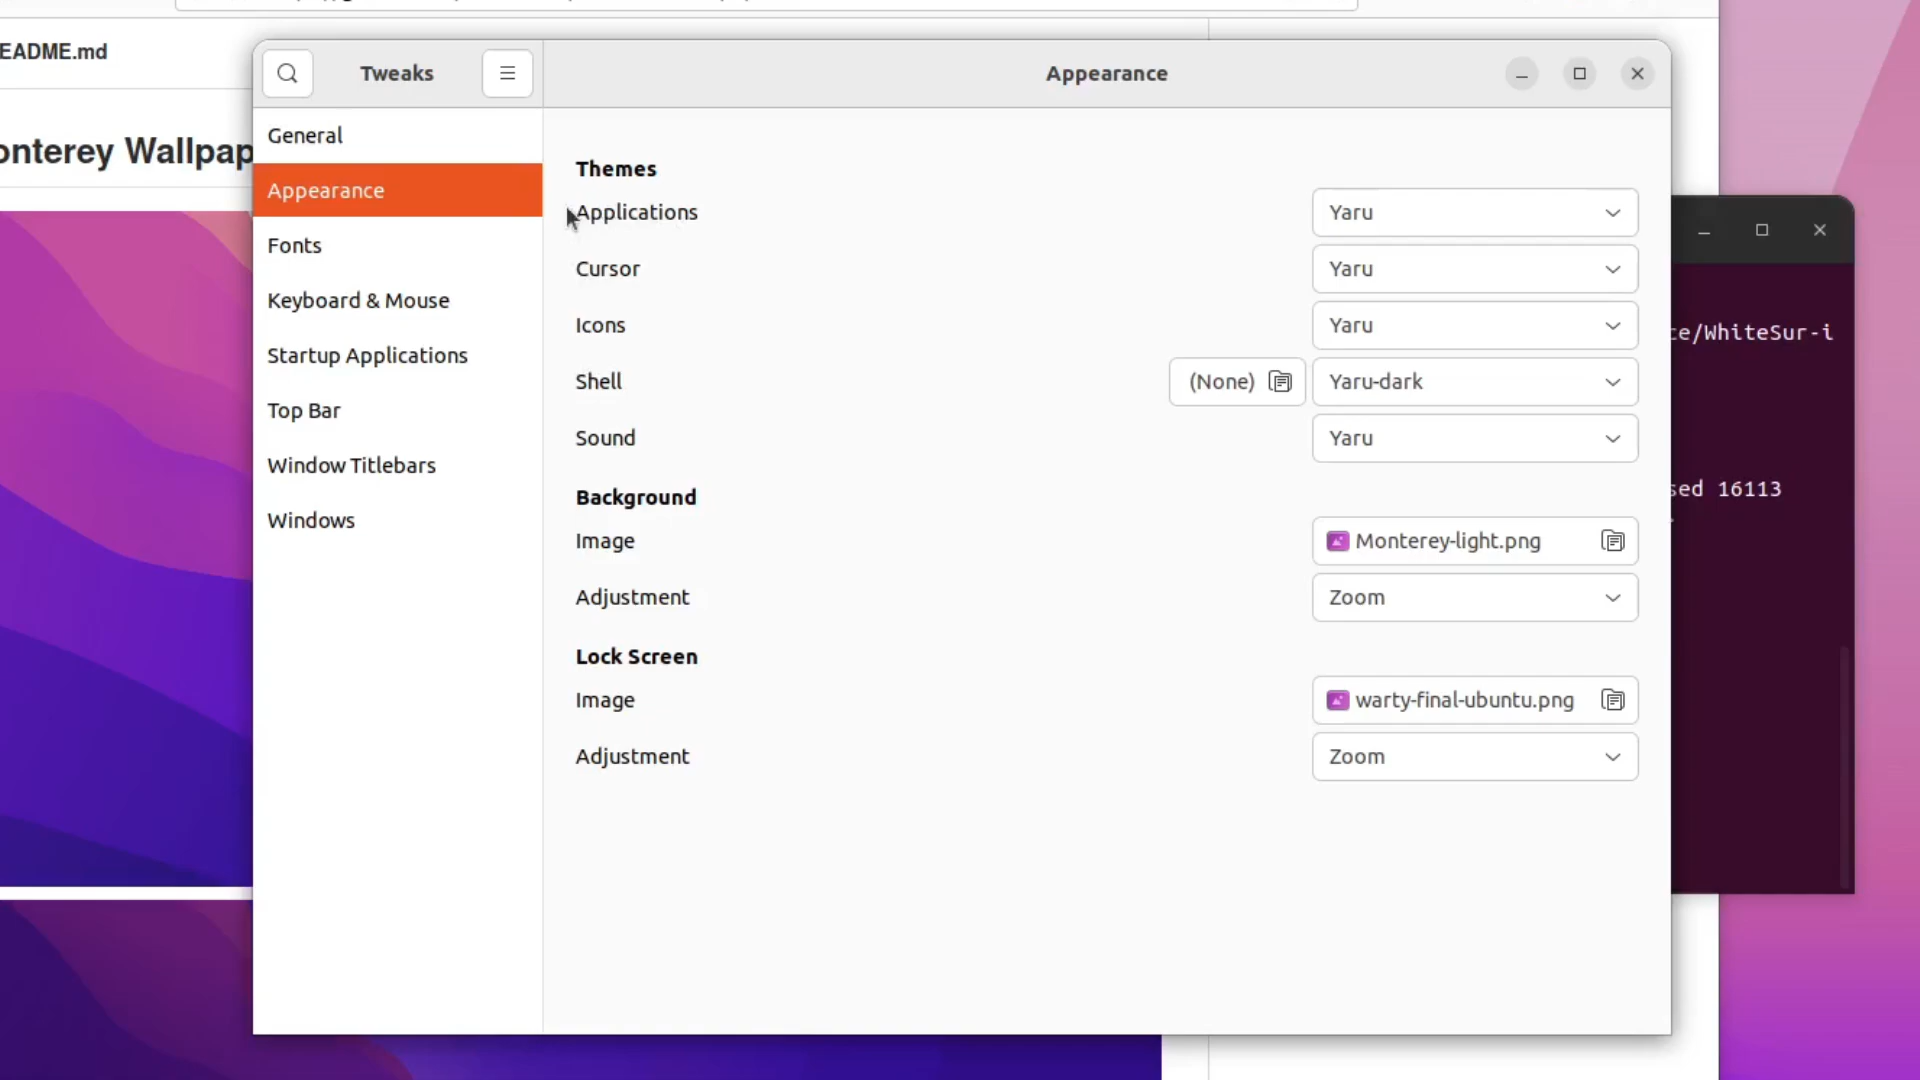 EADME.md
onterey Wallpap
Tweaks
Appearance
General
Appearance
Fonts
Keyboard & Mouse
Startup Applications
Top Bar
Window Titlebars
Windows
Themes
Applications Yaru
Cursor Yaru
Icons Yaru
Shell (None) Yaru-dark
Sound Yaru
Background
Image Monterey-light.png
Adjustment Zoom
Lock Screen
Image warty-final-ubuntu.png
Adjustment Zoom
ce/WhiteSur-i
sed 16113